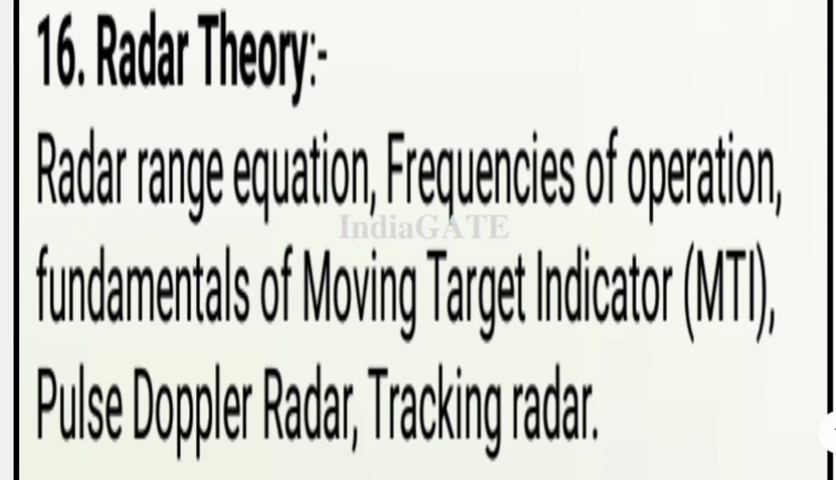 16. Radar Theory:-
Radar range equation, Frequencies of operation,
IndiaGATE
fundamentals of Moving Target Indicator (MTI),
Pulse Doppler Radar, Tracking radar.